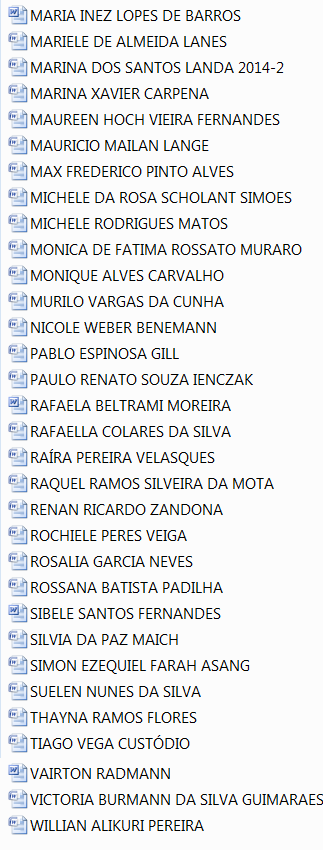 MARIA INEZ LOPES DE BARROS
MARIELE DE ALMEIDA LANES
MARINA DOS SANTOS LANDA 2014-2
MARINA XAVIER CARPENA
MAUREEN HOCH VIEIRA FERNANDES
MAURICIO MAILAN LANGE
MAX FREDERICO PINTO ALVES
MICHELE DA ROSA SCHOLANT SIMOES
MICHELE RODRIGUES MATOS
MONICA DE FATIMA ROSSATO MURARO
MONIQUE ALVES CARVALHO
MURILO VARGAS DA CUNHA
NICOLE WEBER BENEMANN
PABLO ESPINOSA GILL
PAULO RENATO SOUZA IENCZAK
RAFAELA BELTRAMI MOREIRA
RAFAELLA COLARES DA SILVA
RAÍRA PEREIRA VELASQUES
RAQUEL RAMOS SILVEIRA DA MOTA
RENAN RICARDO ZANDONA
ROCHIELE PERES VEIGA
ROSALIA GARCIA NEVES
ROSSANA BATISTA PADILHA
SIBELE SANTOS FERNANDES
SILVIA DA PAZ MAICH
SIMON EZEQUIEL FARAH ASANG
SUELEN NUNES DA SILVA
THAYNA RAMOS FLORES
TIAGO VEGA CUSTÓDIO
VAIRTON RADMANN
VICTORIA BURMANN DA SILVA GUIMARAES
WILLIAN ALIKURI PEREIRA